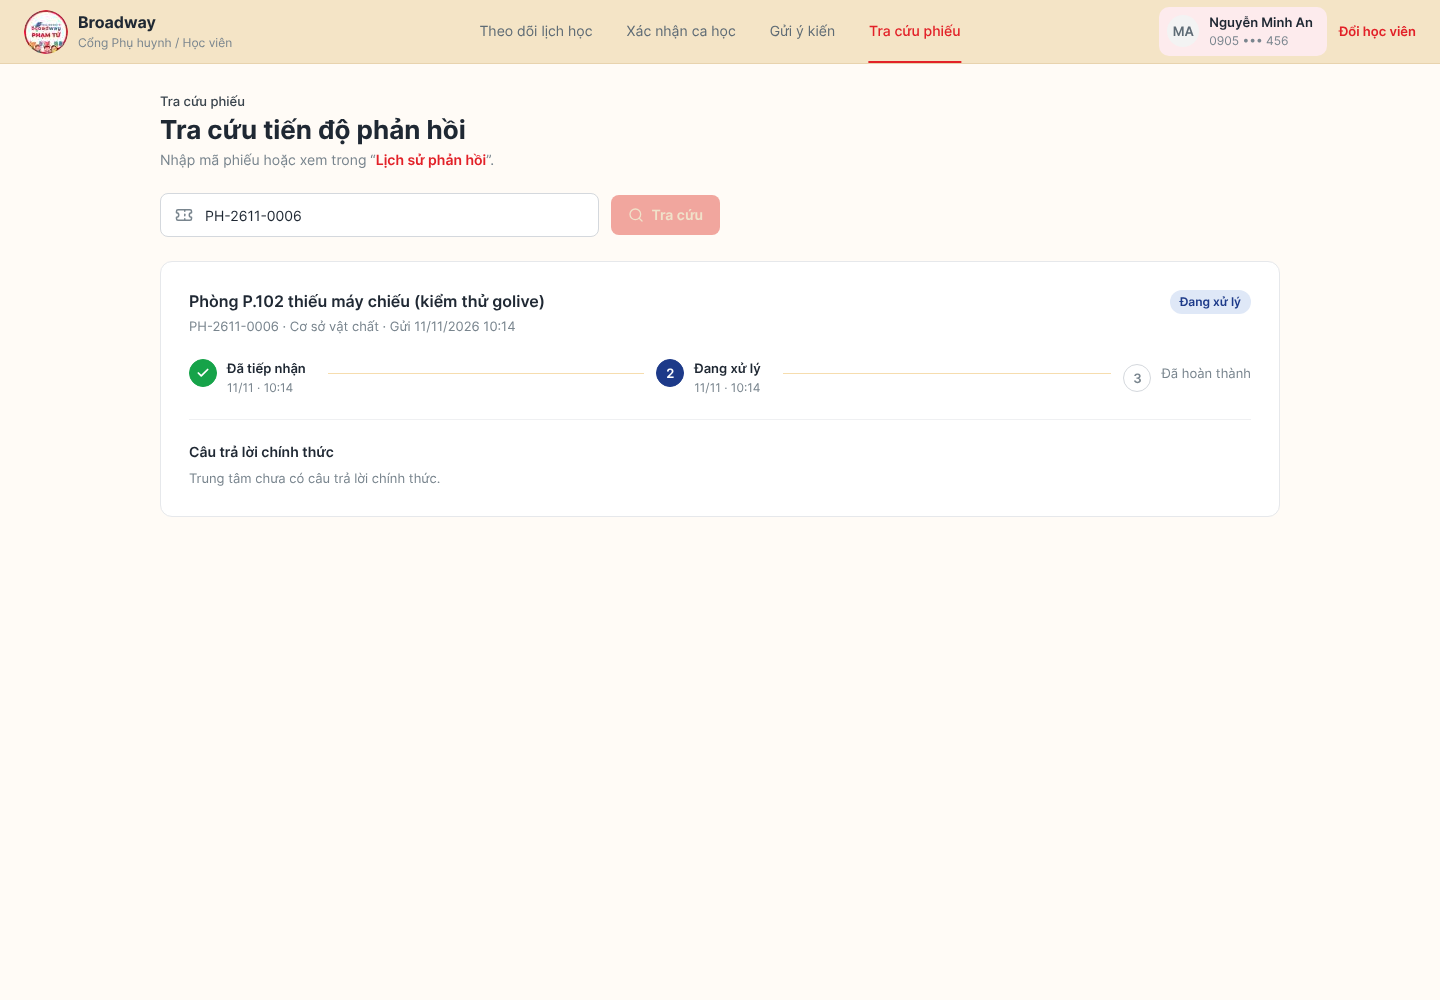 Broadway
PHẠM TỪ
Broadway
Cổng Phụ huynh / Học viên
Theo dõi lịch học
Xác nhận ca học
Gửi ý kiến
Tra cứu phiếu
MA
Nguyễn Minh An
0905 ••• 456
Đổi học viên
Tra cứu phiếu
Tra cứu tiến độ phản hồi
Nhập mã phiếu hoặc xem trong “Lịch sử phản hồi”.
PH-2611-0006
Tra cứu
Phòng P.102 thiếu máy chiếu (kiểm thử golive)
Đang xử lý
PH-2611-0006 · Cơ sở vật chất · Gửi 11/11/2026 10:14
Đã tiếp nhận
11/11 · 10:14
2
Đang xử lý
11/11 · 10:14
3
Đã hoàn thành
Câu trả lời chính thức
Trung tâm chưa có câu trả lời chính thức.